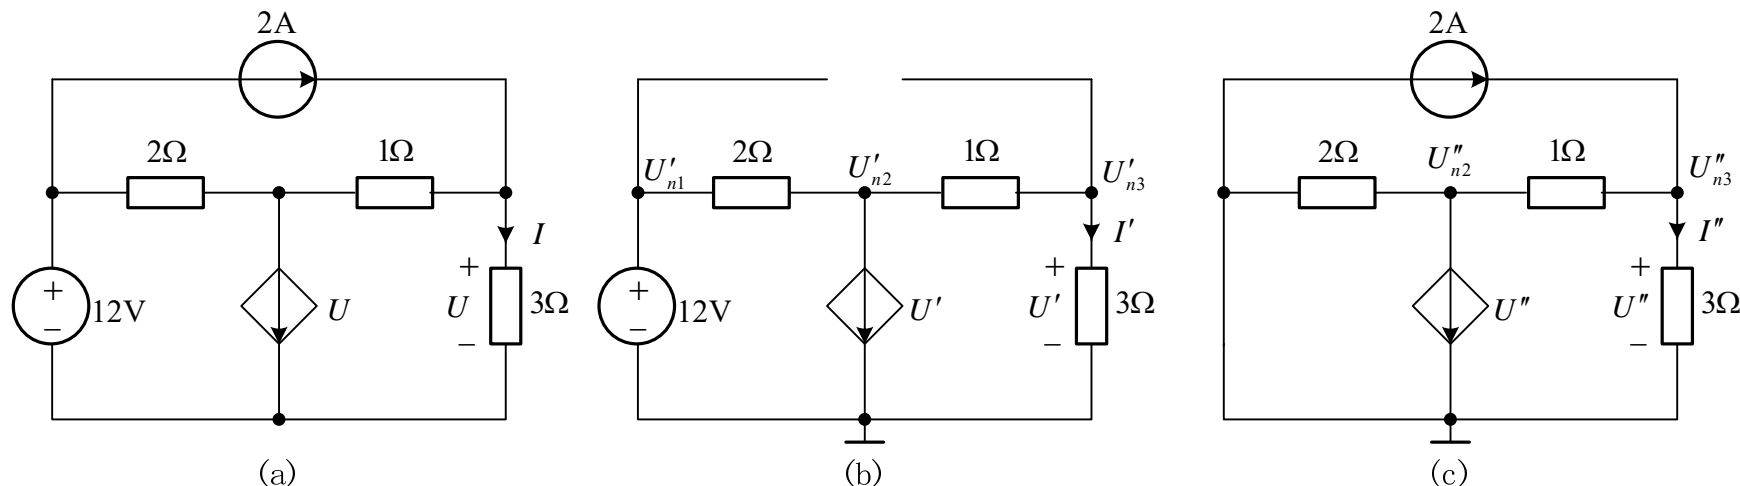 2A
2Ω 1Ω
I
+
12V
−
U
+
U
−
3Ω
(a)
U′n1 2Ω U′n2 1Ω U′n3
I′
+
12V
−
U′
+
U′
−
3Ω
(b)
2A
2Ω U″n2 1Ω U″n3
I″
U″
+
U″
−
3Ω
(c)